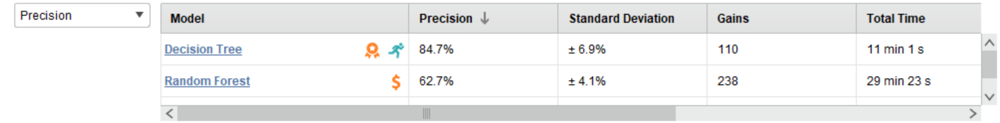 Precision
Model Precision Standard Deviation Gains Total Time
Decision Tree 84.7% ± 6.9% 110 11 min 1 s
Random Forest $ 62.7% ± 4.1% 238 29 min 23 s